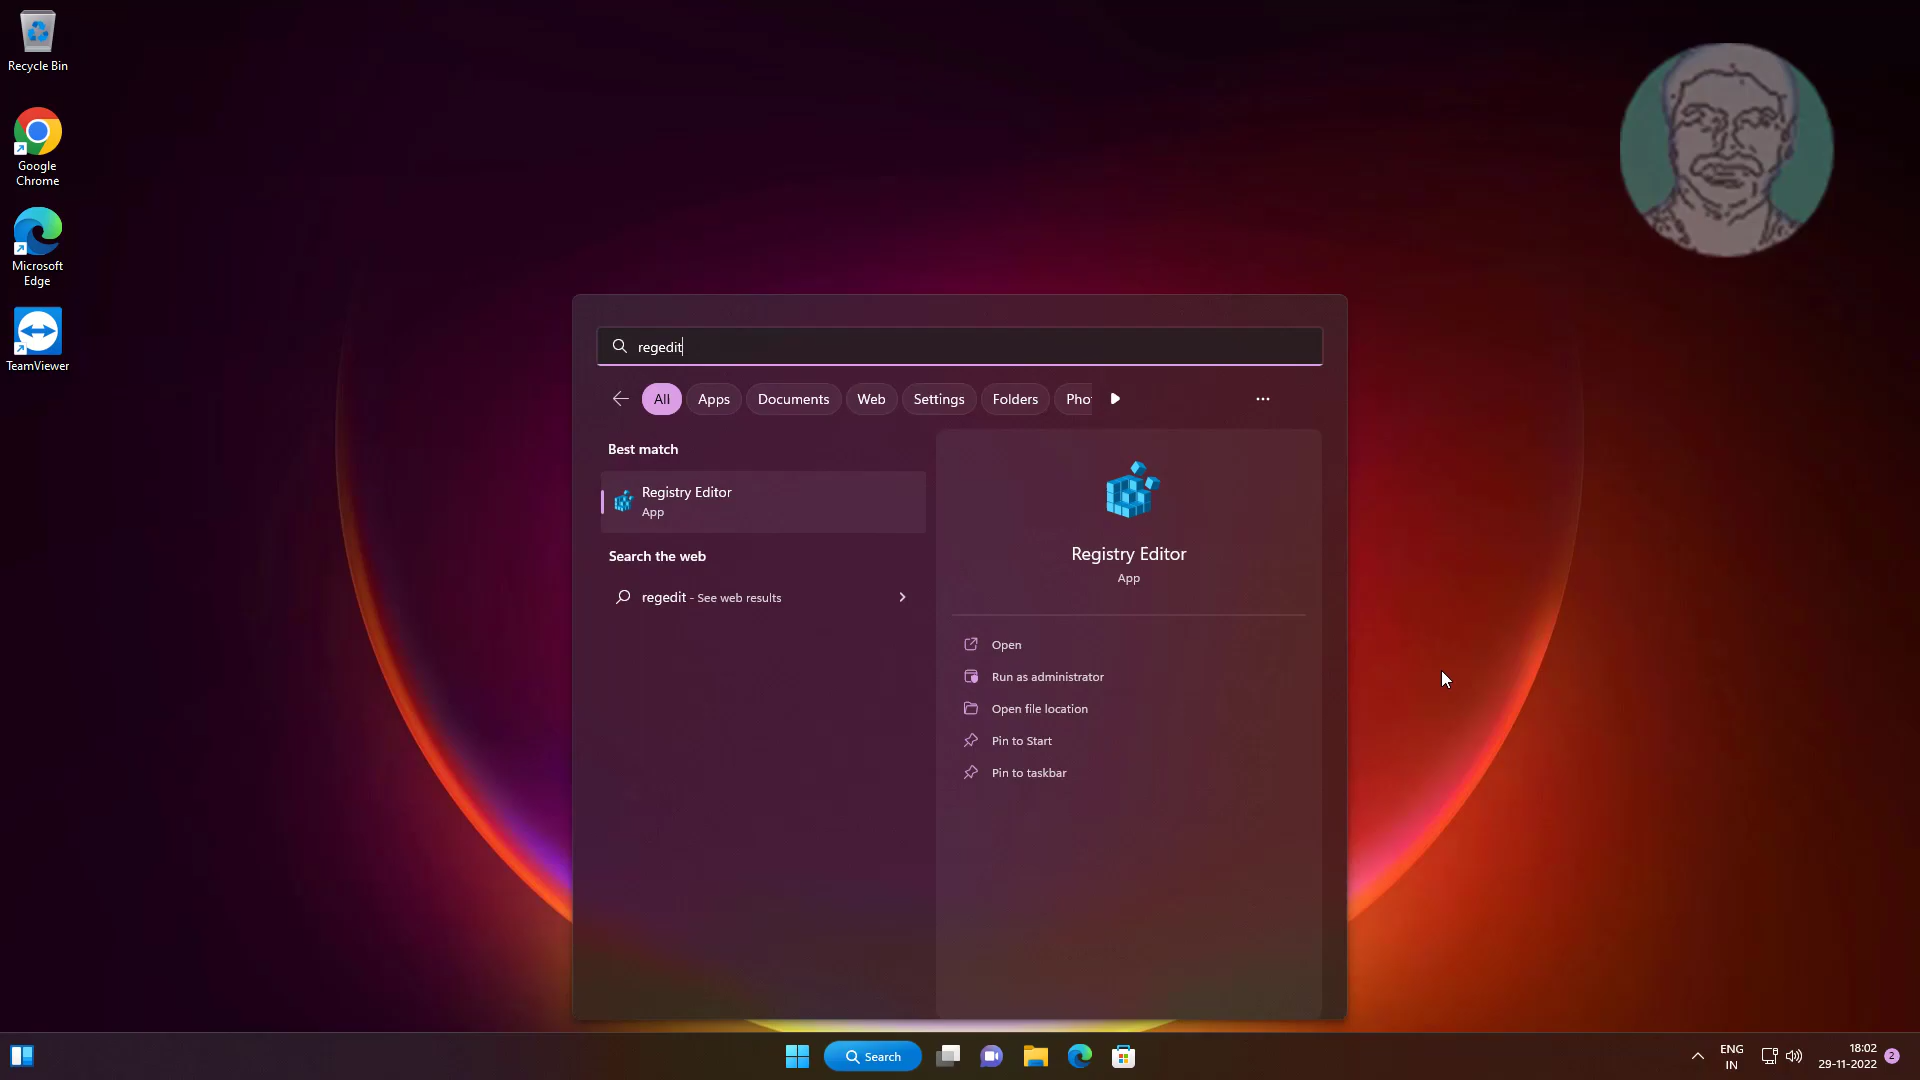 Recycle Bin
Google
Chrome
Microsoft
Edge
TeamViewer
regedit
All
Apps
Documents
Web
Settings
Folders
Pho
Best match
Registry Editor
App
Search the web
regedit - See web results
Registry Editor
App
Open
Run as administrator
Open file location
Pin to Start
Pin to taskbar
Search
ENG
IN
18:02
29-11-2022
2